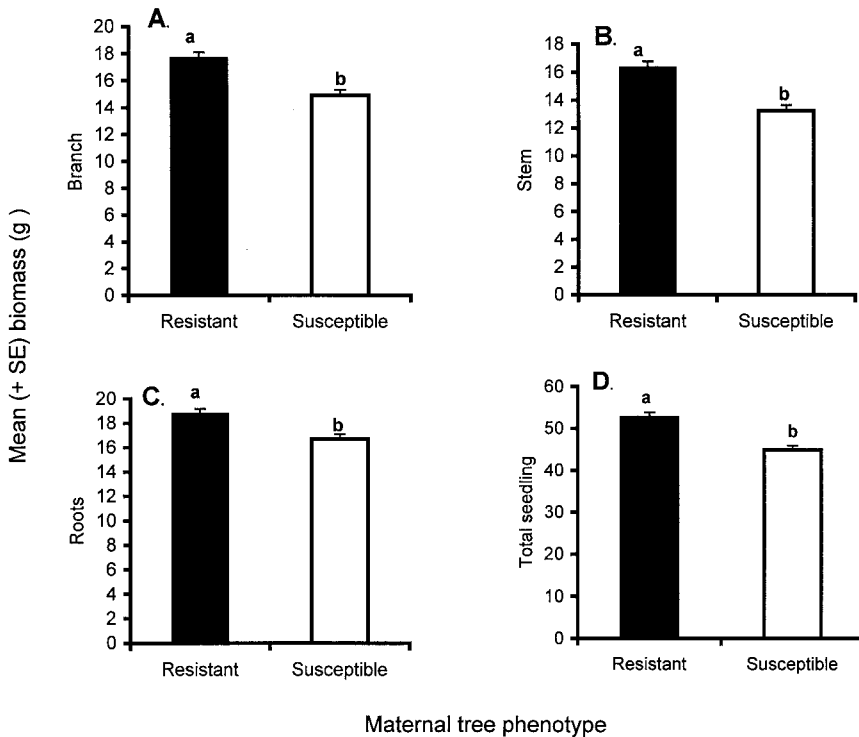 Mean (+ SE) biomass (g )
A.
Branch
20
18
16
14
12
10
8
6
4
2
0
a
b
Resistant
Susceptible
B.
Stem
18
16
14
12
10
8
6
4
2
0
a
b
Resistant
Susceptible
C.
Roots
20
18
16
14
12
10
8
6
4
2
0
a
b
Resistant
Susceptible
D.
Total seedling
60
50
40
30
20
10
0
a
b
Resistant
Susceptible
Maternal tree phenotype